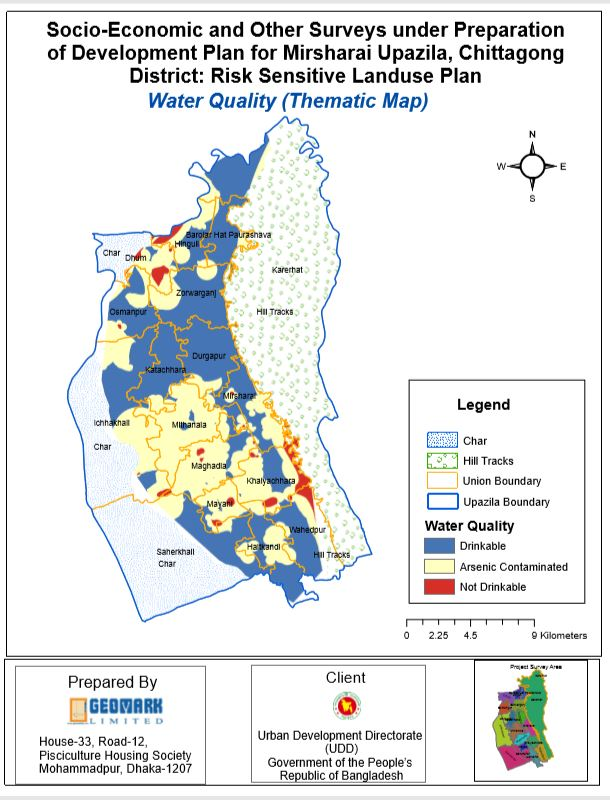 Socio-Economic and Other Surveys under Preparation
of Development Plan for Mirsharai Upazila, Chittagong
District: Risk Sensitive Landuse Plan
Water Quality (Thematic Map)
N
W
E
S
Barolar Hat Paurashava
Hinguli
Char
Dhum
Karerhat
Zorwarganj
Osmanpur
Hill Tracks
Durgapur
Katachhara
Mirsharai
Ichhakhali
Mithanala
Char
Maghadia
Khaiyachhara
Mayani
Wahedpur
Haitkandi
Saherkhali
Char
Hill Tracks
Legend
Char
Hill Tracks
Union Boundary
Upazila Boundary
Water Quality
Drinkable
Arsenic Contaminated
Not Drinkable
0 2.25 4.5 9 Kilometers
Prepared By
GEOMARK
LIMITED
House-33, Road-12,
Pisciculture Housing Society
Mohammadpur, Dhaka-1207
Client
Urban Development Directorate
(UDD)
Government of the People's
Republic of Bangladesh
Project Survey Area